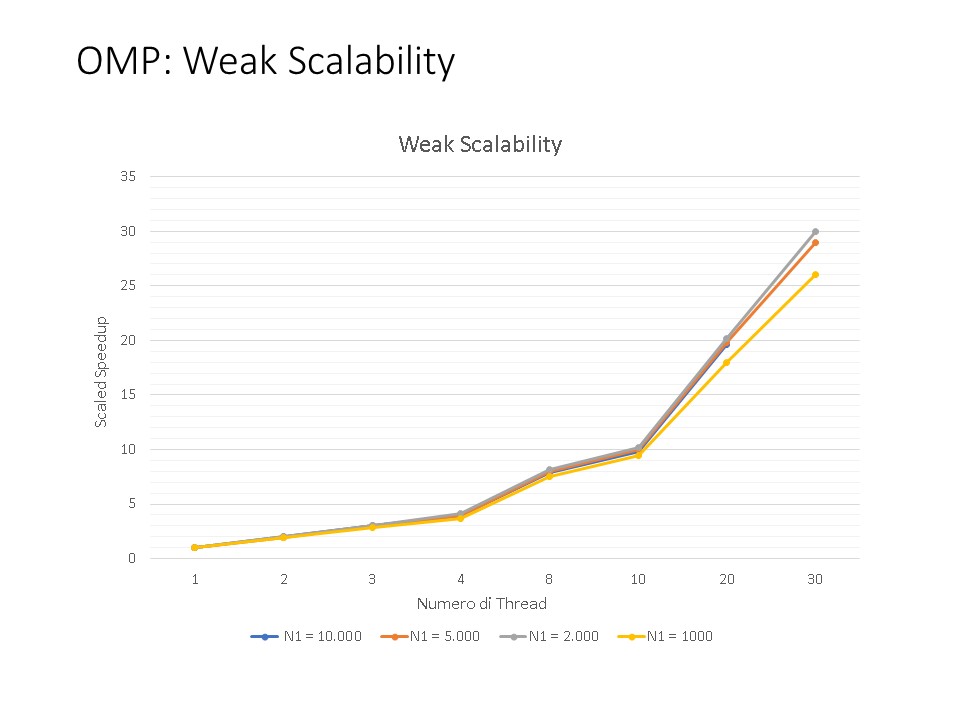 OMP: Weak Scalability
Weak Scalability
35
30
25
20
15
10
5
0
Scaled Speedup
1 2 3 4 8 10 20 30
Numero di Thread
N1 = 10.000 N1 = 5.000 N1 = 2.000 N1 = 1000